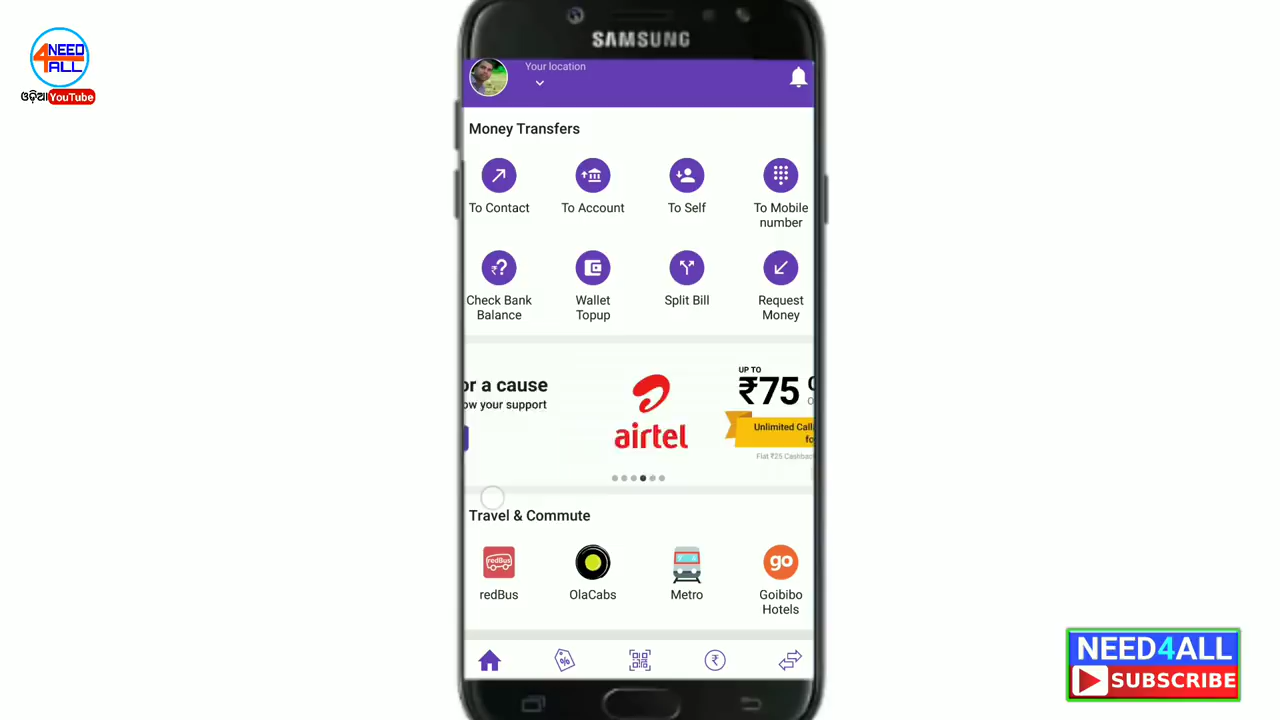 4NEED
ALL
ଓଡ଼ିଆ YouTube
SAMSUNG
Your location
Money Transfers
To Contact
To Account
To Self
To Mobile
number
₹?
Check Bank
Balance
Wallet
Topup
Split Bill
Request
Money
or a cause
ow your support
airtel
UP TO
₹75
Unlimited Calli
fo
Flat ₹25 Cashback
Travel & Commute
redBus
redBus
OlaCabs
Metro
go
Goibibo
Hotels
%
₹
NEED4ALL
SUBSCRIBE